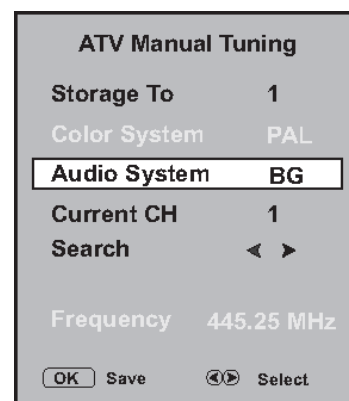 ATV Manual Tuning
Storage To 1
Color System PAL
Audio System BG
Current CH 1
Search
Frequency 445.25 MHz
OK Save Select